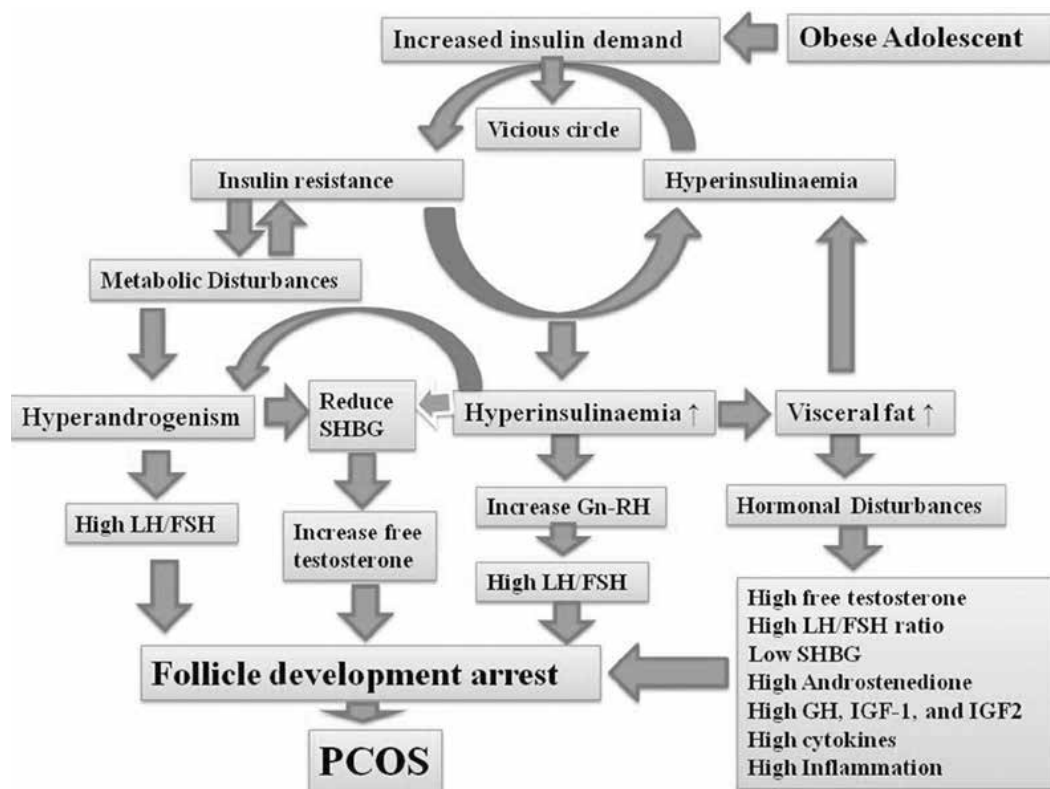 Increased insulin demand
Obese Adolescent
Vicious circle
Insulin resistance
Hyperinsulinaemia
Metabolic Disturbances
Hyperandrogenism
Reduce
SHBG
Hyperinsulinaemia ↑
Visceral fat ↑
High LH/FSH
Increase free
testosterone
Increase Gn-RH
High LH/FSH
Hormonal Disturbances
High free testosterone
High LH/FSH ratio
Low SHBG
High Androstenedione
High GH, IGF-1, and IGF2
High cytokines
High Inflammation
Follicle development arrest
PCOS